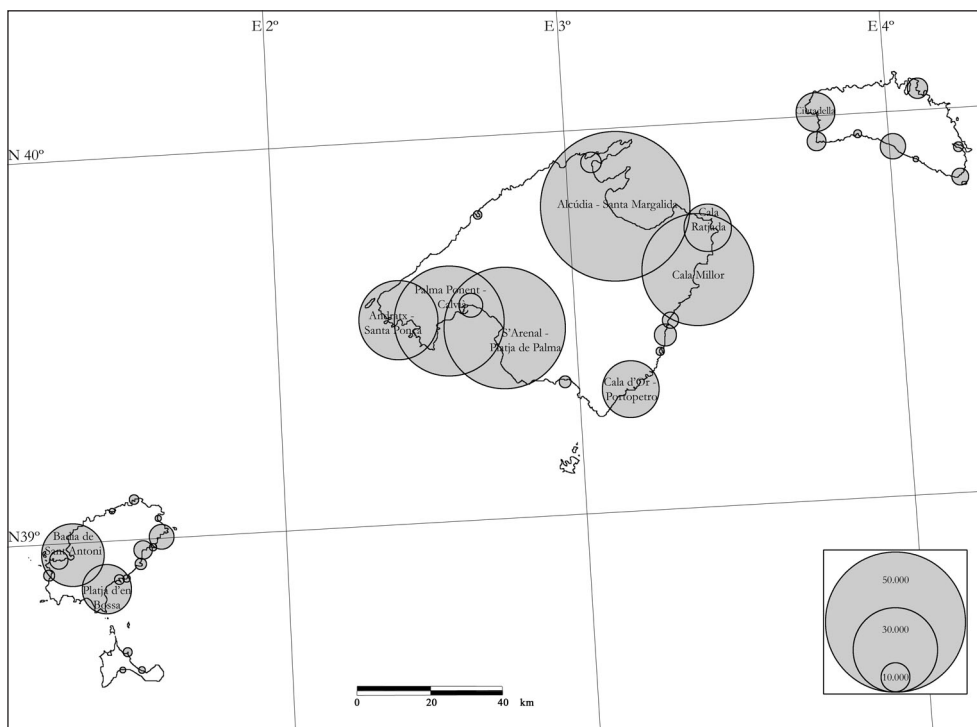 E 2º
E 3º
E 4º
Ciutadella
N 40º
Alcúdia - Santa Margalida
Cala
Ratjada
Cala Millor
Palma Ponent -
Calvià
Andratx -
Santa Ponça
S'Arenal -
Platja de Palma
Cala d'Or -
Portopetro
N39º
Badia de
Sant Antoni
Platja d'en
Bossa
50.000
30.000
10.000
0 20 40 km